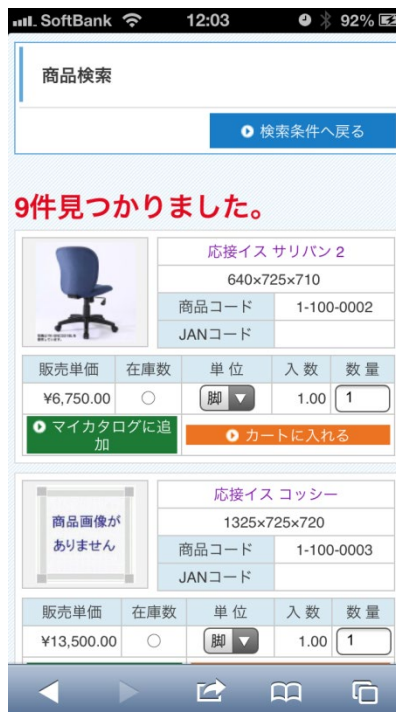 SoftBank 12:03 92%
商品検索
検索条件へ戻る
9件見つかりました。
応接イス サリバン 2
640×725×710
商品コード 1-100-0002
JANコード
販売単価 在庫数 単 位 入 数 数 量
¥6,750.00 ○ 脚 1.00 1
マイカタログに追加
カートに入れる
応接イス コッシー
商品画像が
ありません
1325×725×720
商品コード 1-100-0003
JANコード
販売単価 在庫数 単 位 入 数 数 量
¥13,500.00 ○ 脚 1.00 1